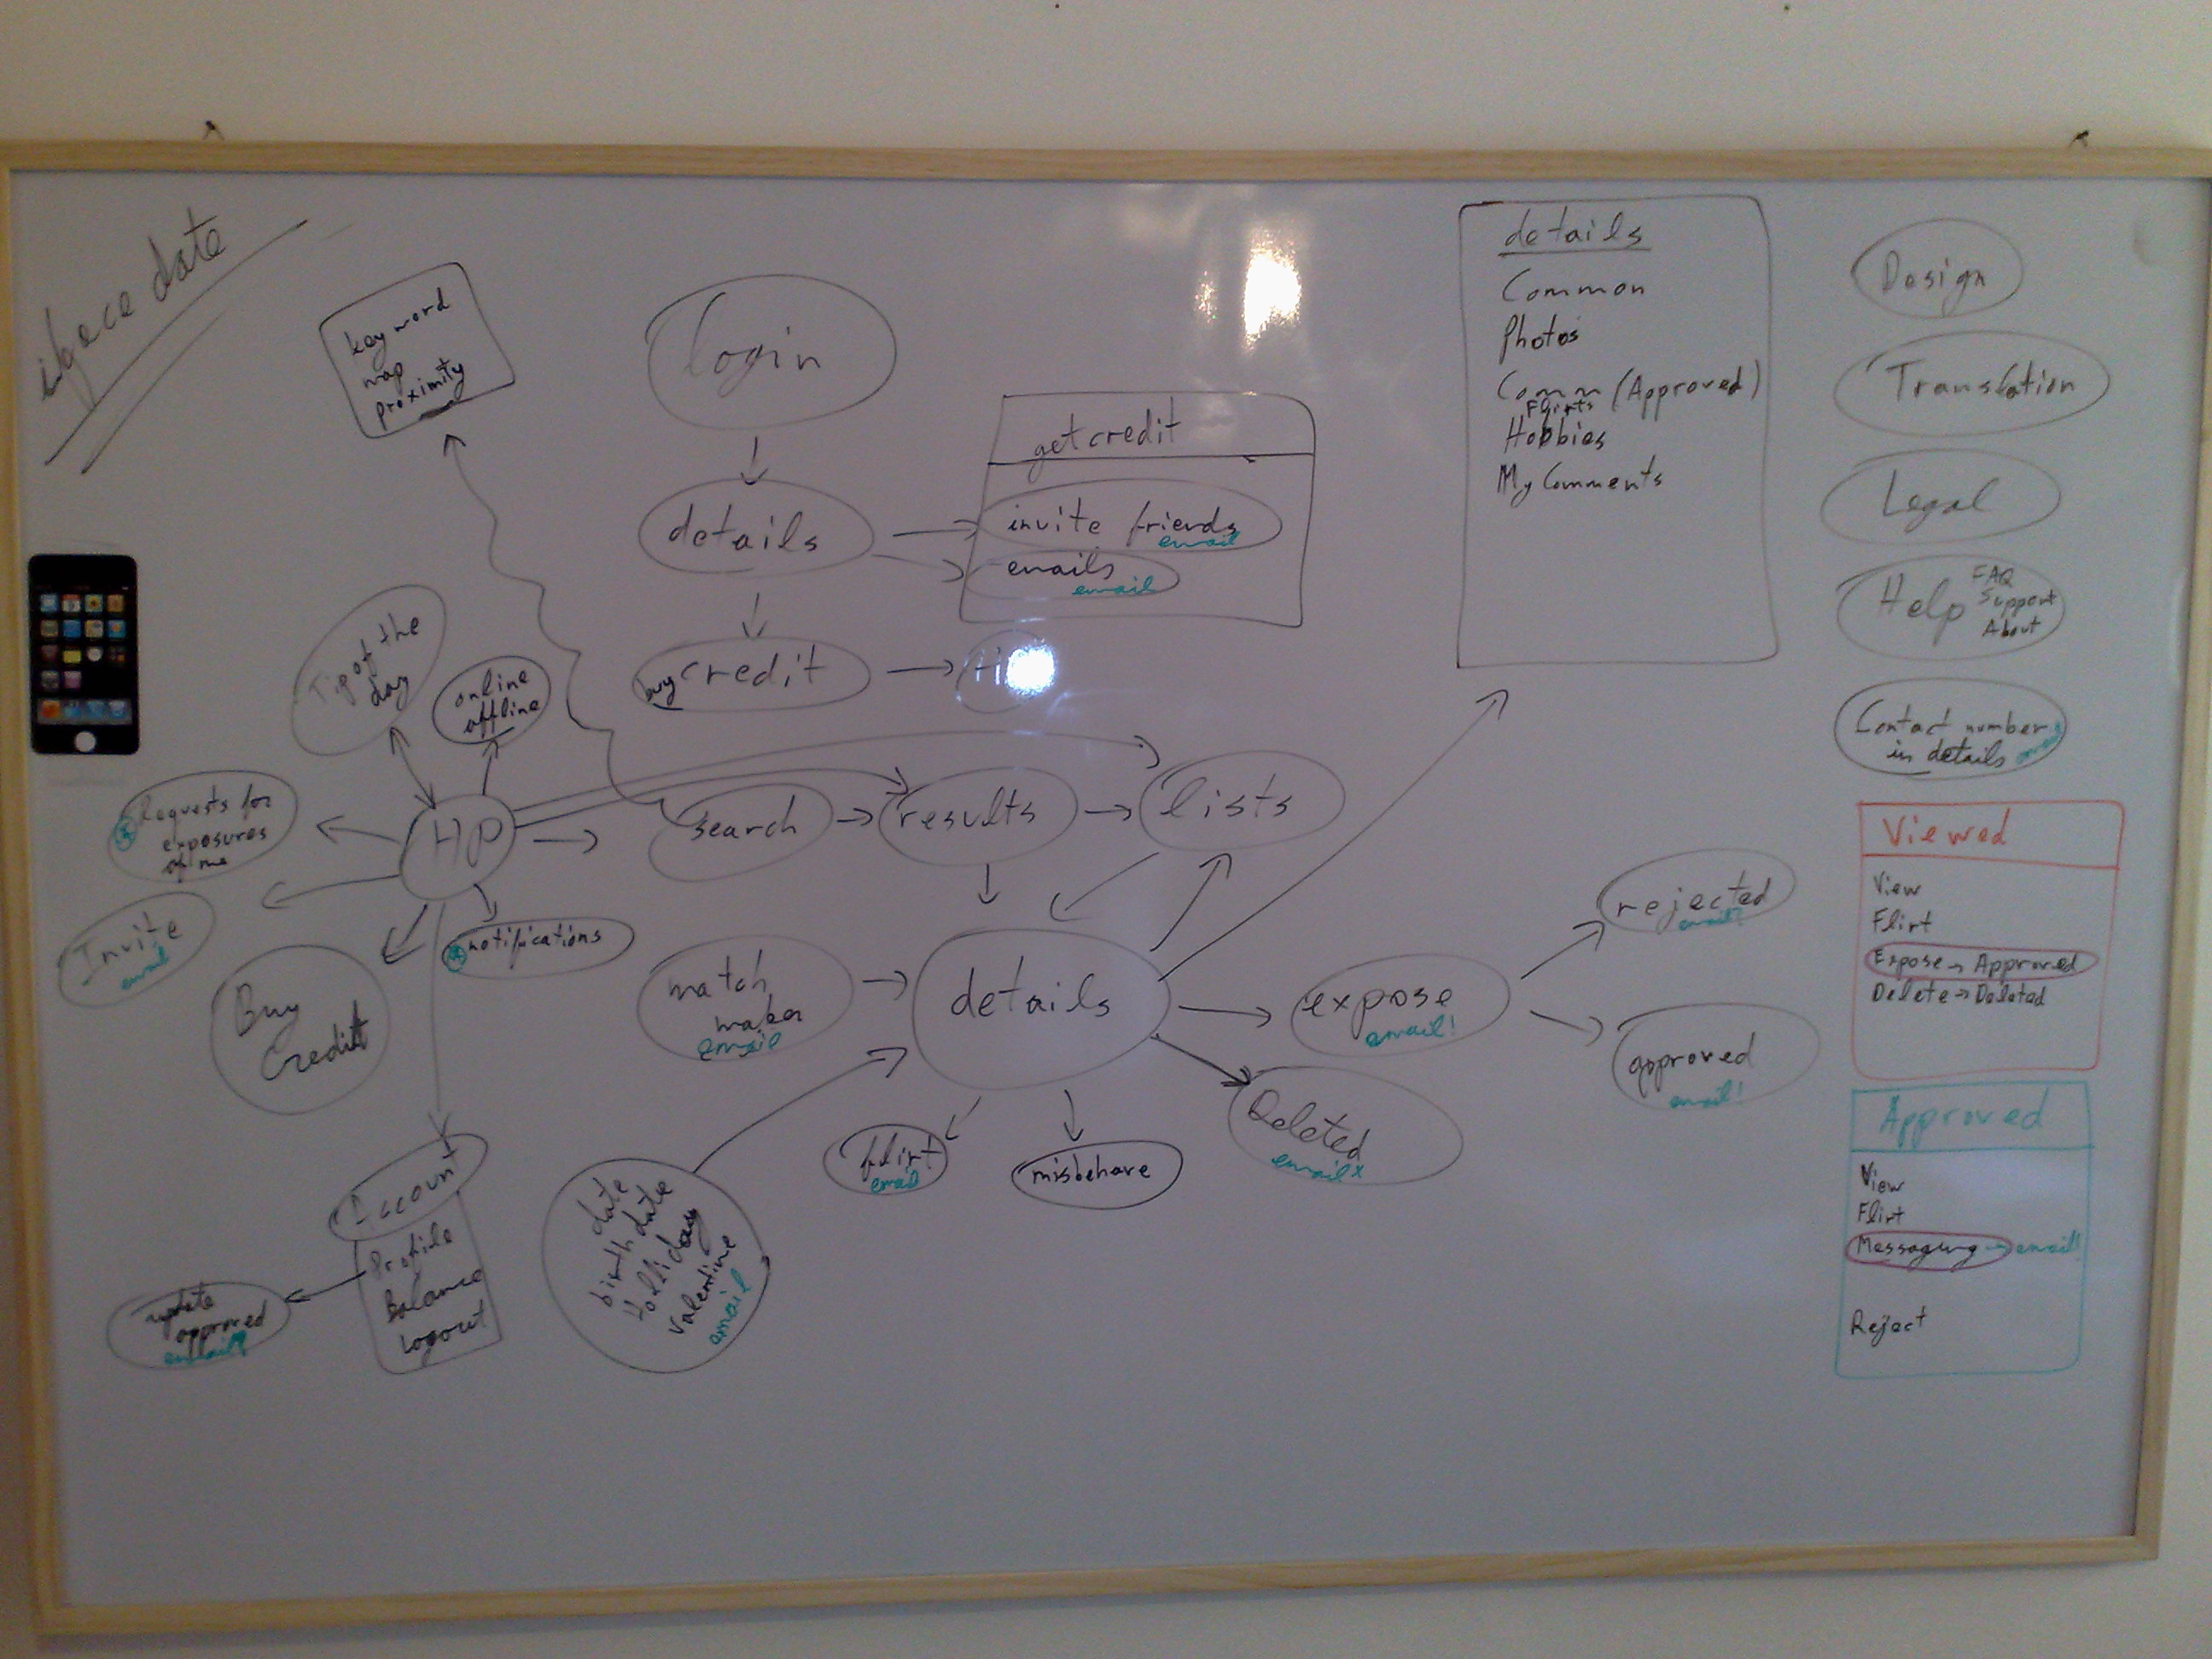 date
keyword
map
proximity
login
get credit
invite friends
email
emails
email
details
buy credit
details
Common
Photos
Comm (Approved)
Flirts
Hobbies
My Comments
Design
Translation
Legal
Help
FAQ
Support
About
Contact number
in details
Tip of the
day
online
offline
HP
search
results
lists
Requests for
exposures
of me
Invite
email
Buy
Credit
notifications
match
maker
email
details
expose
email!
rejected
email?
approved
email!
Deleted
email x
flirt
email
misbehave
date
birth date
Holliday
Valentine
email
Account
Profile
Balance
Logout
update
approved
email?
Viewed
View
Flirt
Expose → Approved
Delete → Deleted
Approved
View
Flirt
Messaging → email!
Reject